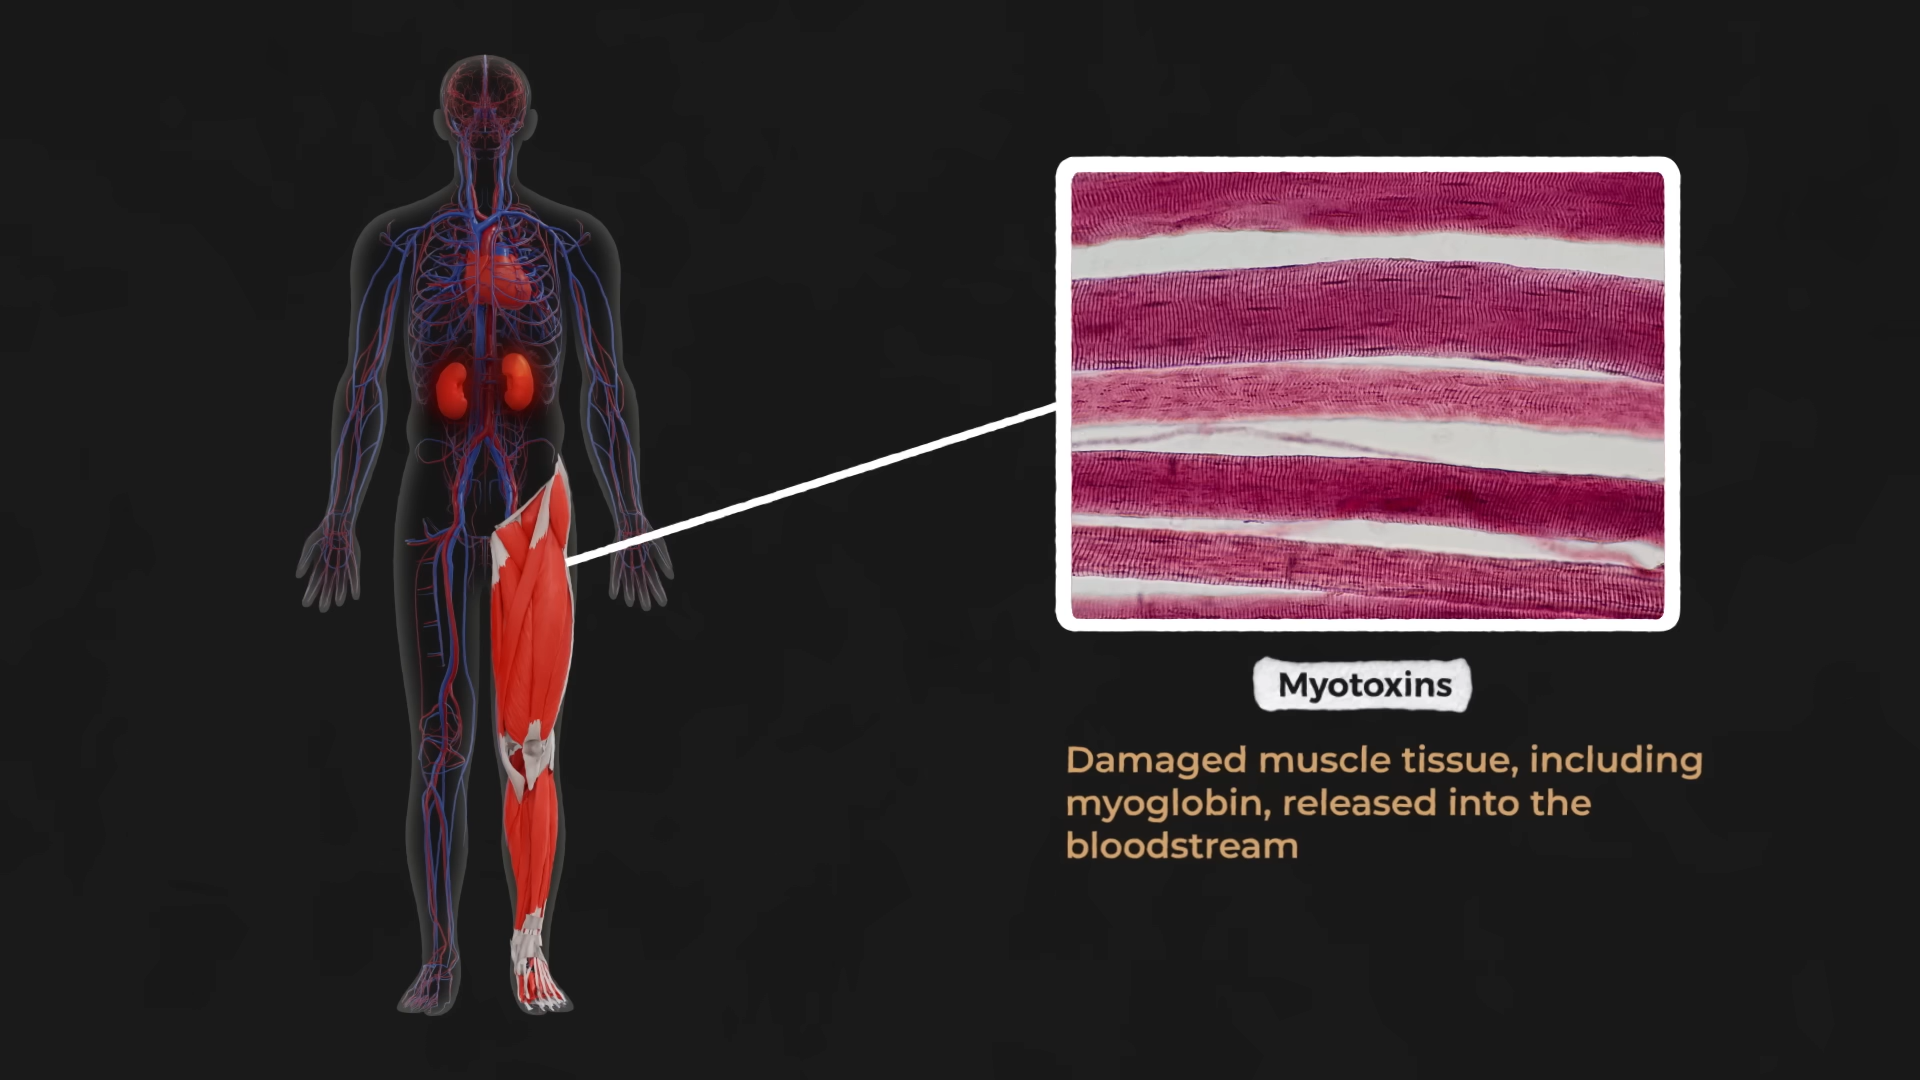 Myotoxins
Damaged muscle tissue, including
myoglobin, released into the
bloodstream